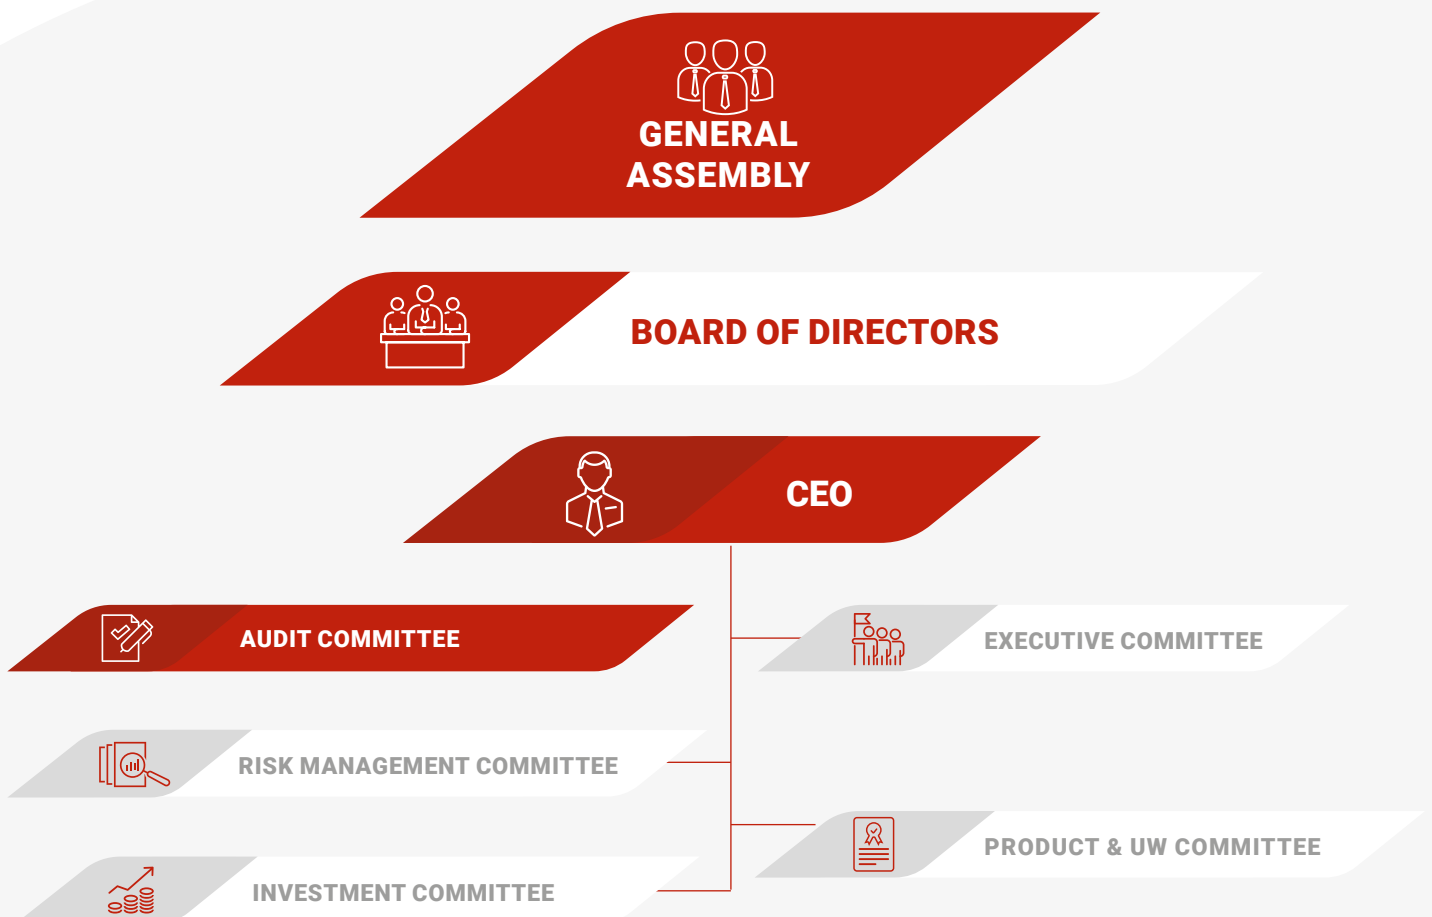 GENERAL
ASSEMBLY
BOARD OF DIRECTORS
CEO
AUDIT COMMITTEE
EXECUTIVE COMMITTEE
RISK MANAGEMENT COMMITTEE
PRODUCT & UW COMMITTEE
INVESTMENT COMMITTEE